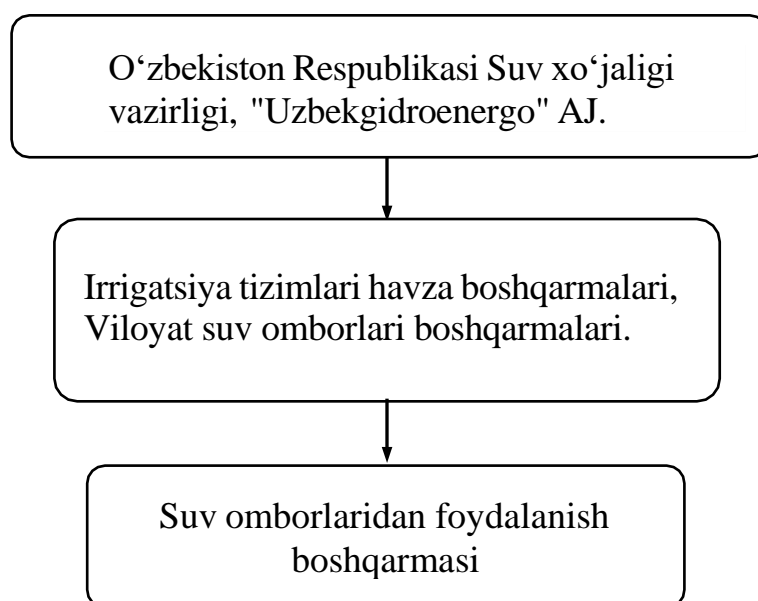 O‘zbekiston Respublikasi Suv xo‘jaligi
vazirligi, "Uzbekgidroenergo" AJ.
Irrigatsiya tizimlari havza boshqarmalari,
Viloyat suv omborlari boshqarmalari.
Suv omborlaridan foydalanish
boshqarmasi